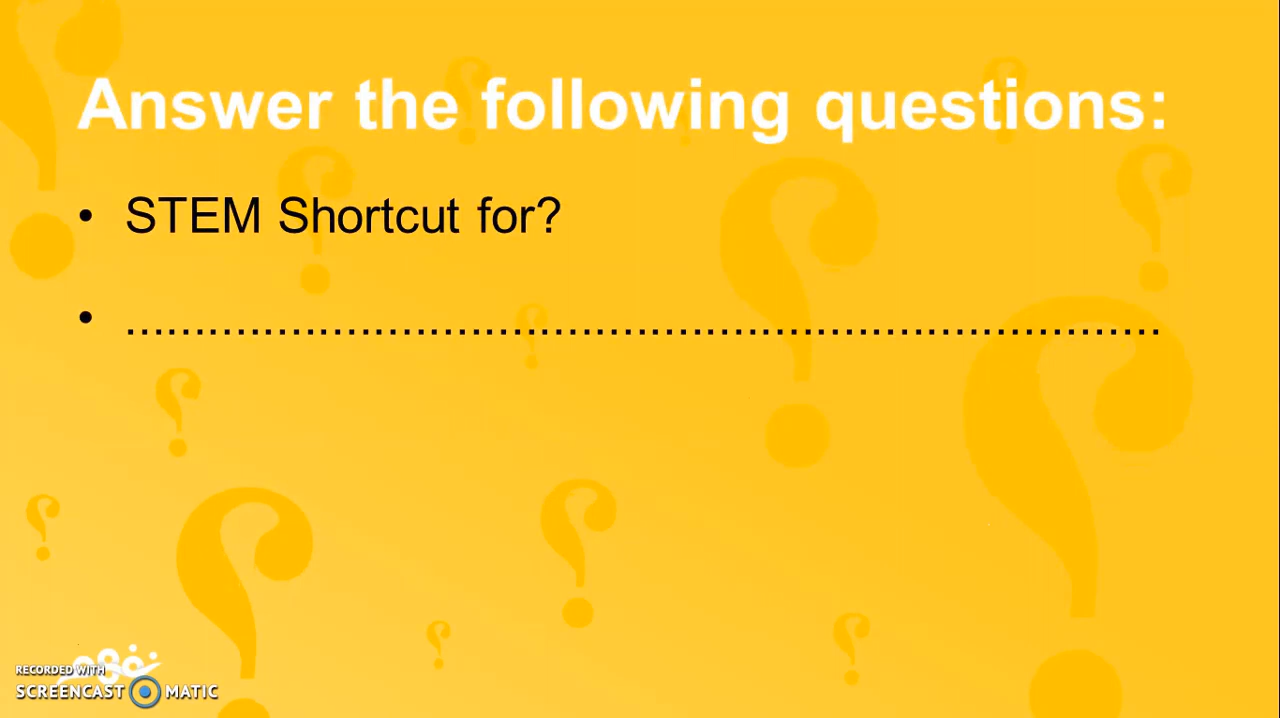 Answer the following questions:
• STEM Shortcut for?
• ............................................................................
RECORDED WITH
SCREENCAST MATIC